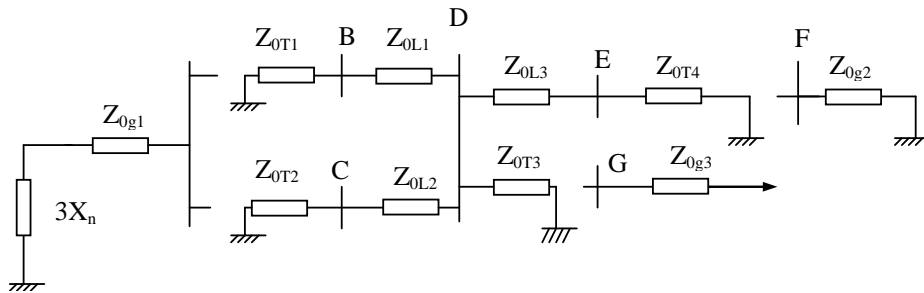 D
Z0T1 B Z0L1
Z0L3 E Z0T4 F Z0g2
Z0g1
Z0T2 C Z0L2 Z0T3 G Z0g3
3Xn